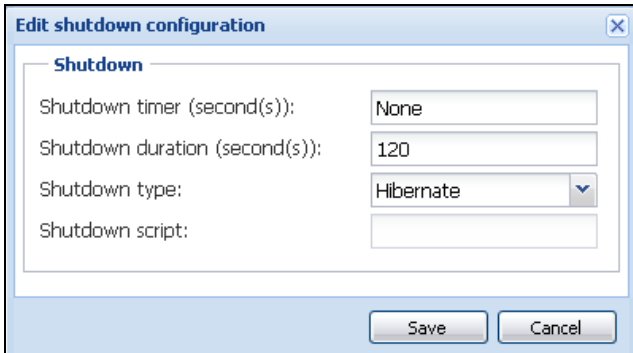 Edit shutdown configuration
Shutdown
Shutdown timer (second(s)): None
Shutdown duration (second(s)): 120
Shutdown type: Hibernate
Shutdown script:
Save Cancel